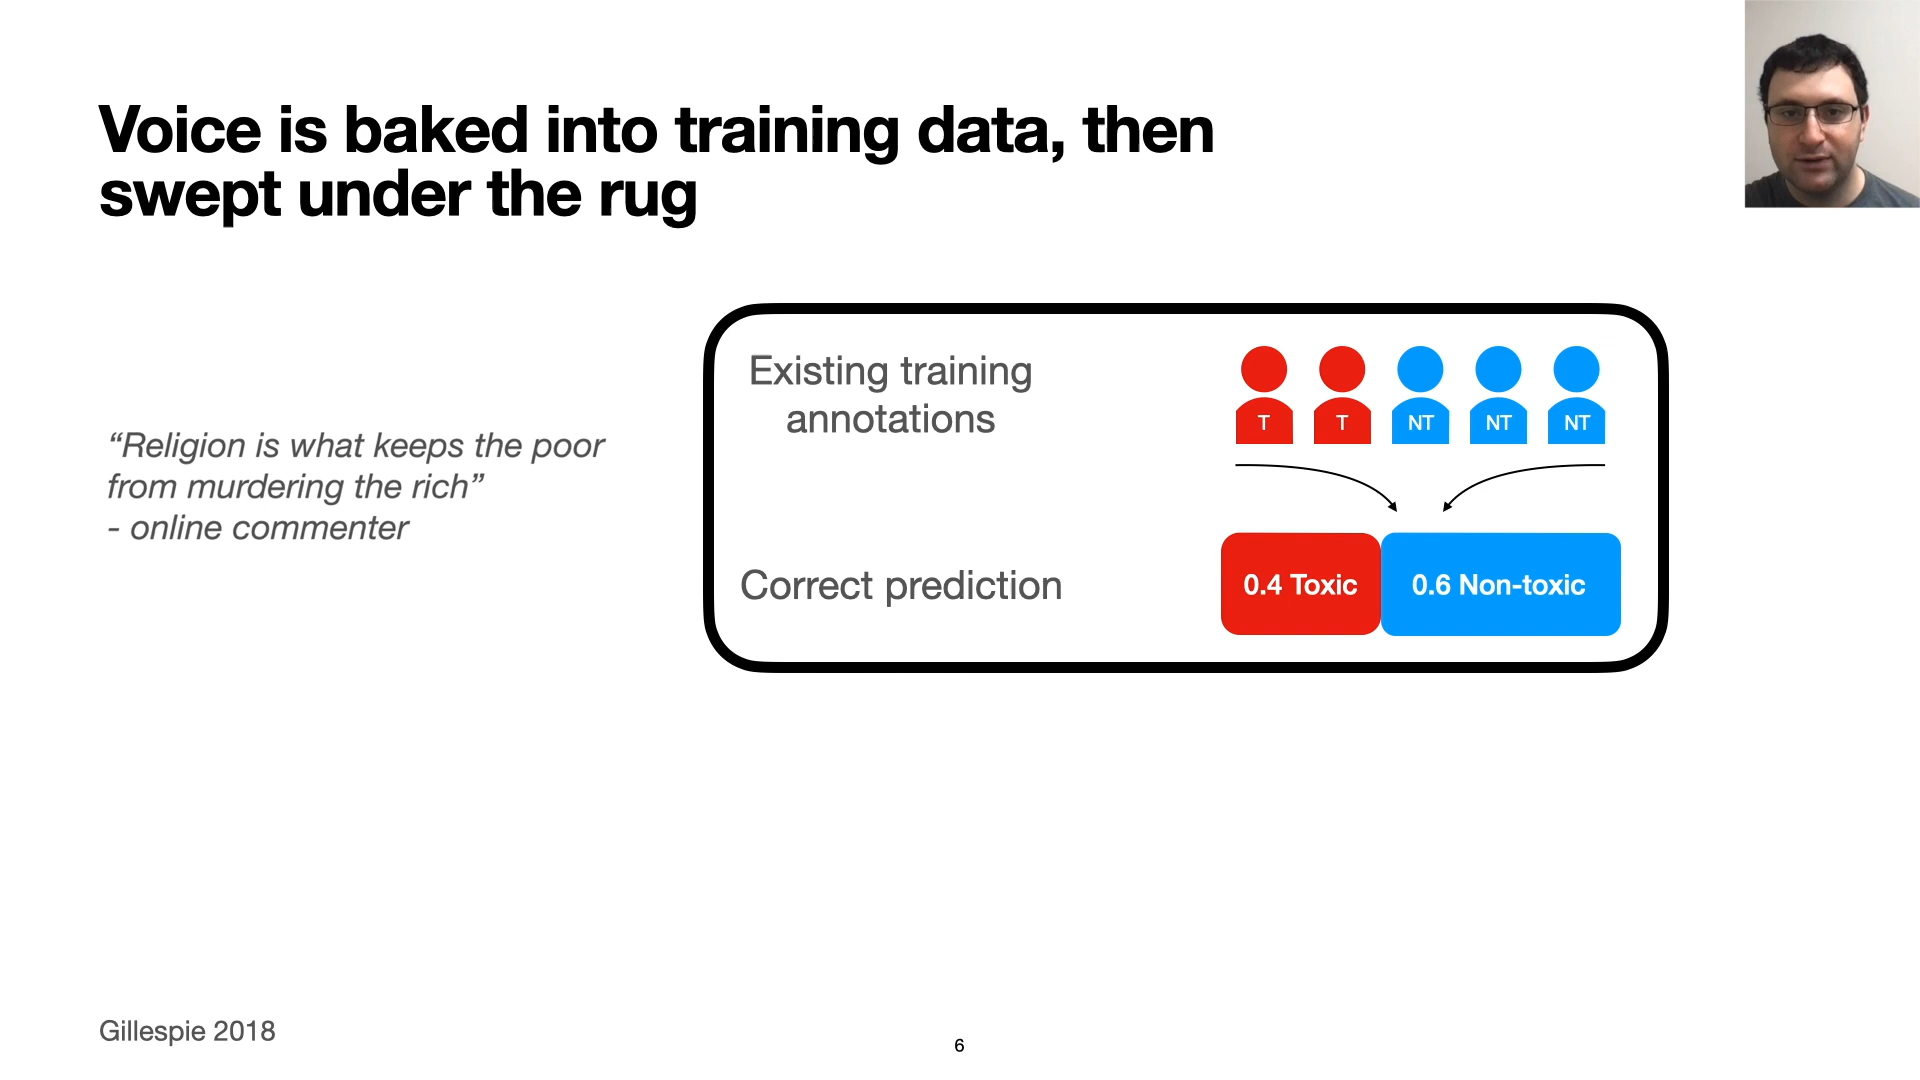 Voice is baked into training data, then
swept under the rug
“Religion is what keeps the poor
from murdering the rich”
- online commenter
Existing training
annotations
T T NT NT NT
Correct prediction
0.4 Toxic 0.6 Non-toxic
Gillespie 2018
6